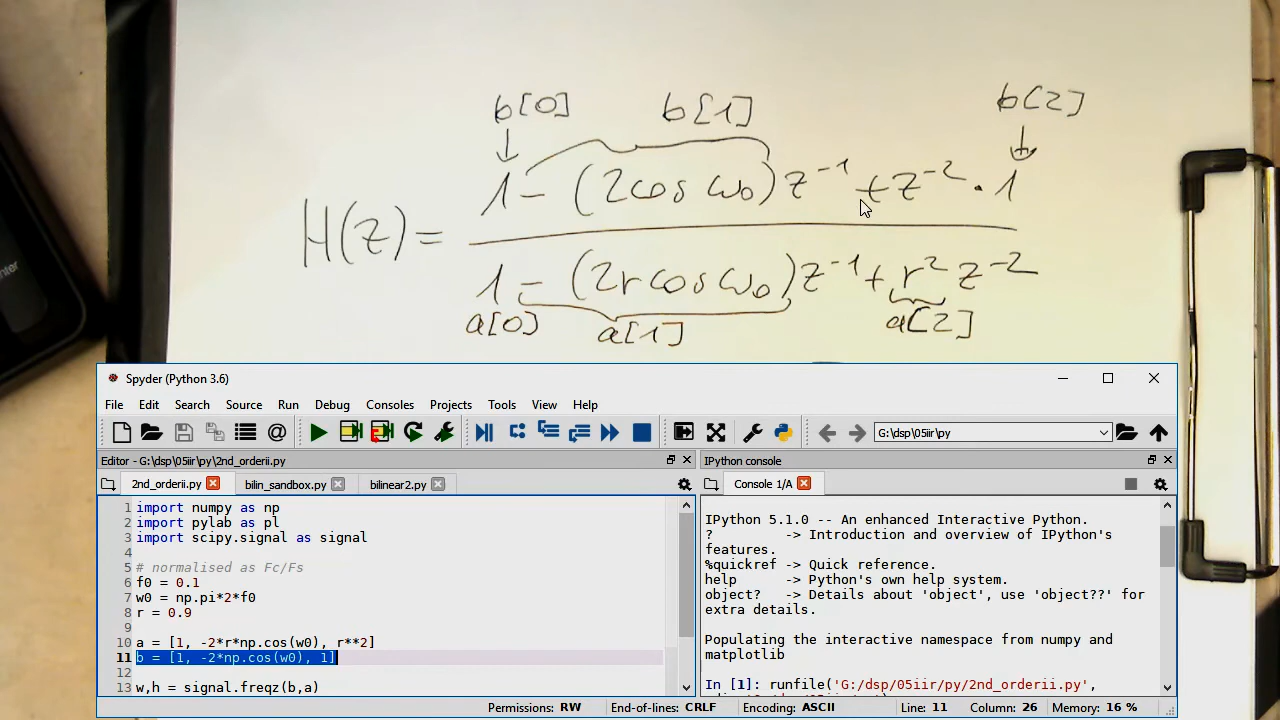 b[0] b[1] b[2]
1 - (2cos ω₀) z⁻¹ + z⁻² · 1
H(z) =
1 - (2r cos ω₀) z⁻¹ + r² z⁻²
a[0] a[1] a[2]
Spyder (Python 3.6)
File Edit Search Source Run Debug Consoles Projects Tools View Help
G:\dsp\05iir\py
Editor - G:\dsp\05iir\py\2nd_orderii.py
IPython console
2nd_orderii.py bilin_sandbox.py bilinear2.py
Console 1/A
1 import numpy as np
2 import pylab as pl
3 import scipy.signal as signal
4
5 # normalised as Fc/Fs
6 f0 = 0.1
7 w0 = np.pi*2*f0
8 r = 0.9
9
10 a = [1, -2*r*np.cos(w0), r**2]
11 b = [1, -2*np.cos(w0), 1]
12
13 w,h = signal.freqz(b,a)
IPython 5.1.0 -- An enhanced Interactive Python.
? -> Introduction and overview of IPython's
features.
%quickref -> Quick reference.
help -> Python's own help system.
object? -> Details about 'object', use 'object??' for
extra details.
Populating the interactive namespace from numpy and
matplotlib
In [1]: runfile('G:/dsp/05iir/py/2nd_orderii.py',
Permissions: RW End-of-lines: CRLF Encoding: ASCII Line: 11 Column: 26 Memory: 16 %